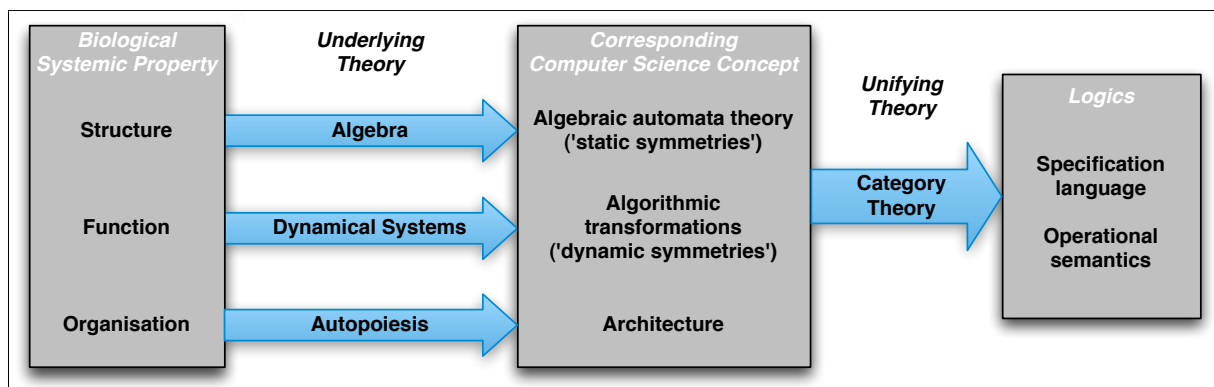 Biological
Systemic Property
Underlying
Theory
Corresponding
Computer Science Concept
Unifying
Theory
Logics
Structure
Algebra
Algebraic automata theory
('static symmetries')
Function
Dynamical Systems
Algorithmic
transformations
('dynamic symmetries')
Organisation
Autopoiesis
Architecture
Category
Theory
Specification
language
Operational
semantics